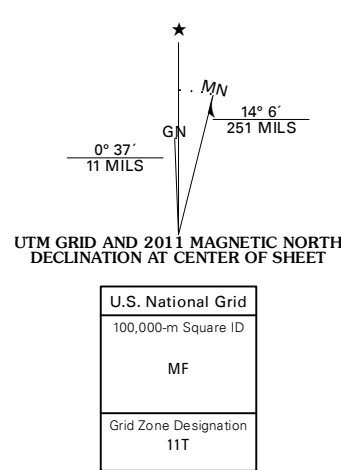 ★
MN
GN
14° 6´
251 MILS
0° 37´
11 MILS
UTM GRID AND 2011 MAGNETIC NORTH
DECLINATION AT CENTER OF SHEET
U.S. National Grid
100,000-m Square ID
MF
Grid Zone Designation
11T